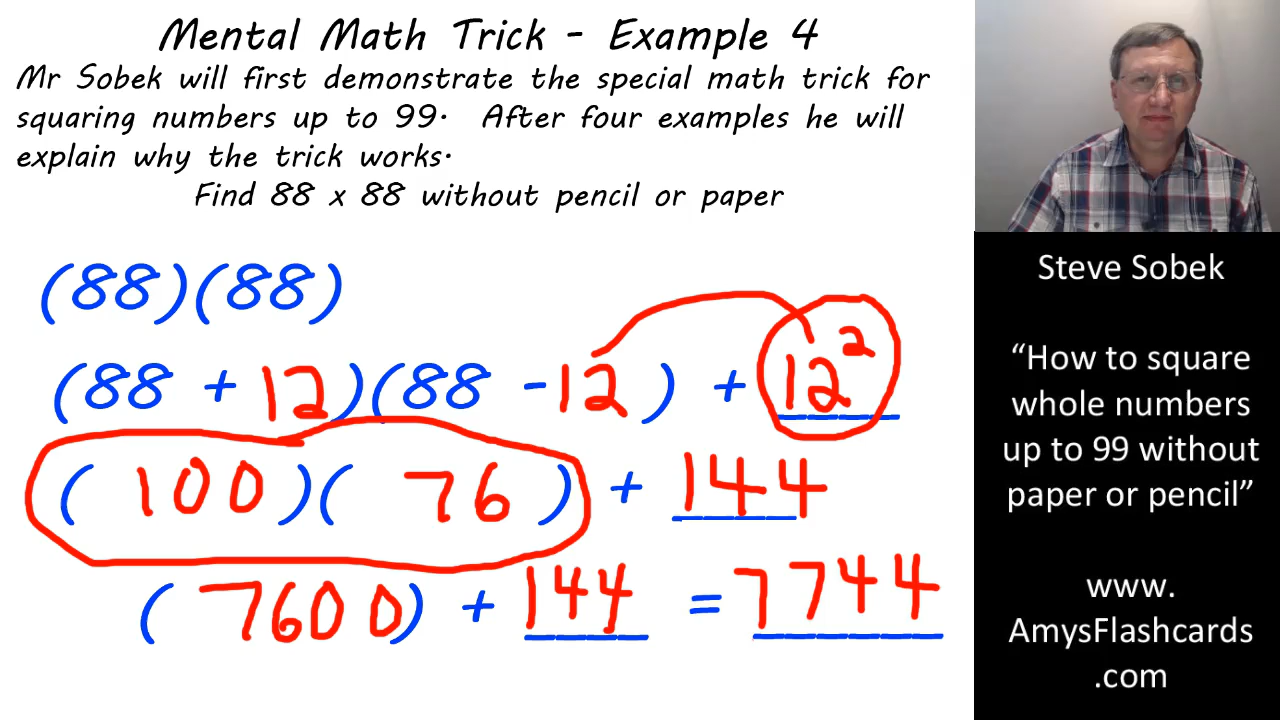 Mental Math Trick - Example 4
Mr Sobek will first demonstrate the special math trick for
squaring numbers up to 99. After four examples he will
explain why the trick works.
Find 88 x 88 without pencil or paper
(88)(88)
(88 + 12)(88 - 12) + 12²
(100)(76) + 144
(7600) + 144 = 7744
Steve Sobek
“How to square
whole numbers
up to 99 without
paper or pencil”
www.
AmysFlashcards
.com